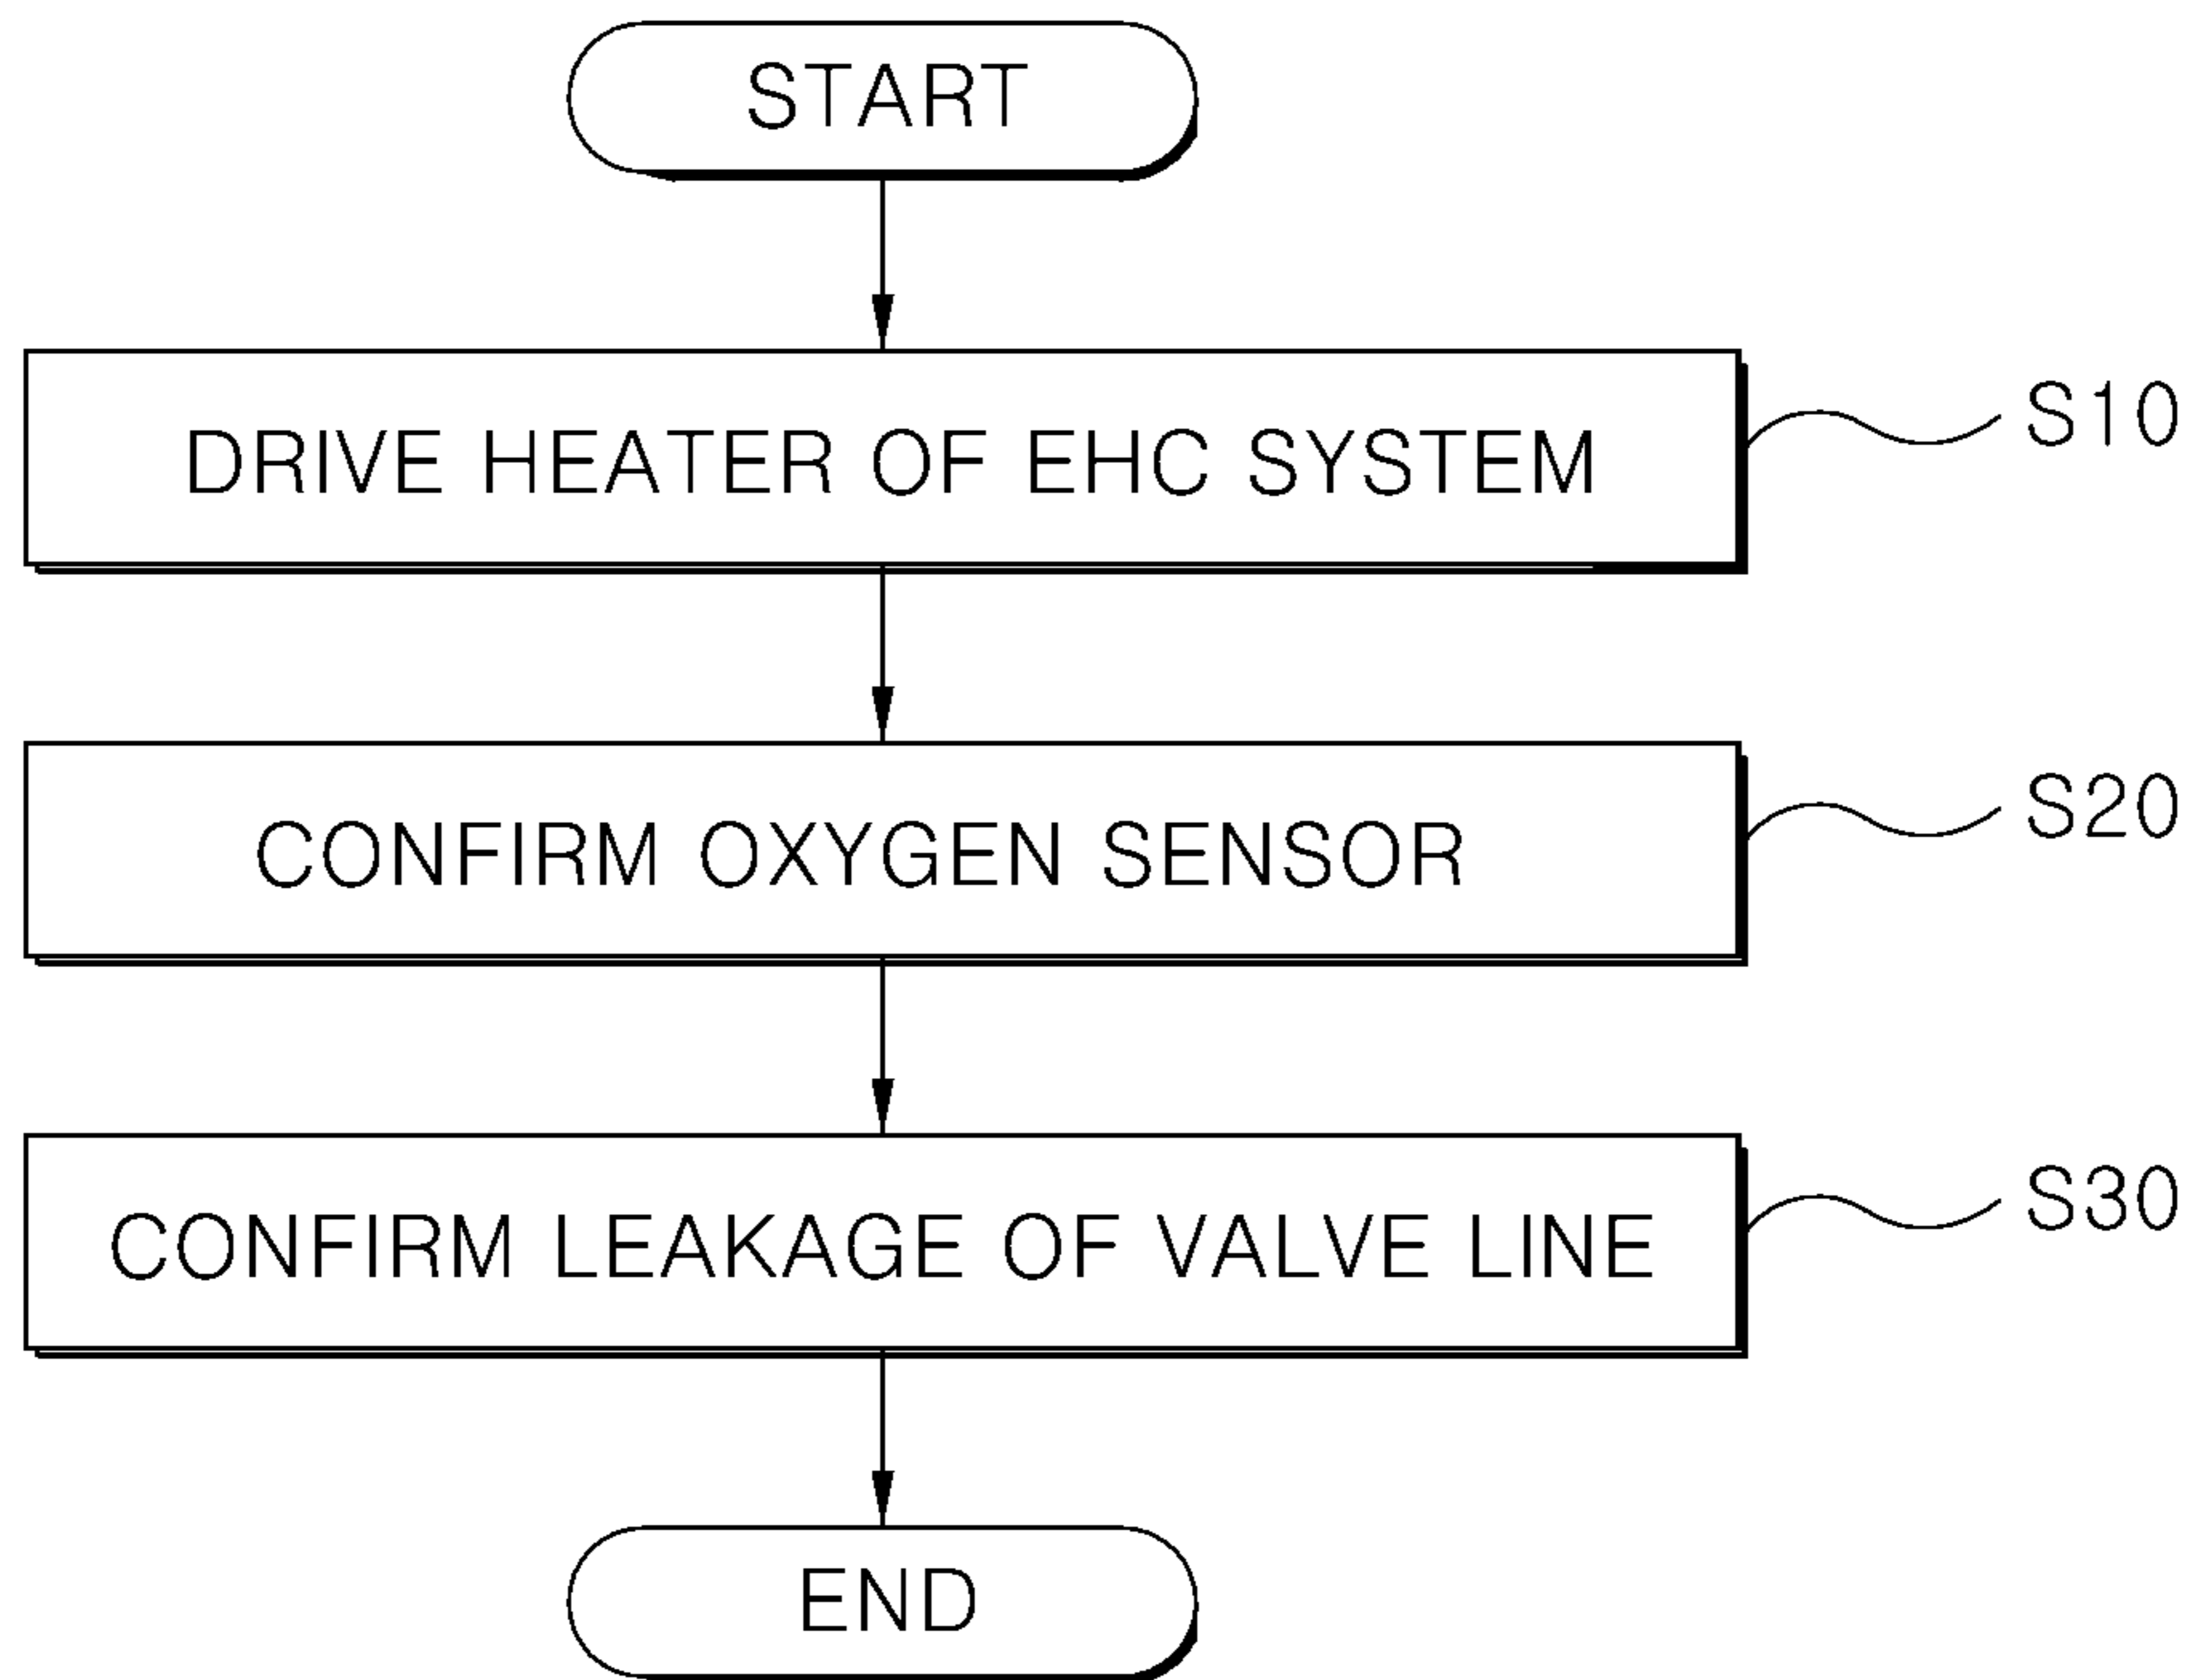 START
DRIVE HEATER OF EHC SYSTEM
S10
CONFIRM OXYGEN SENSOR
S20
CONFIRM LEAKAGE OF VALVE LINE
S30
END